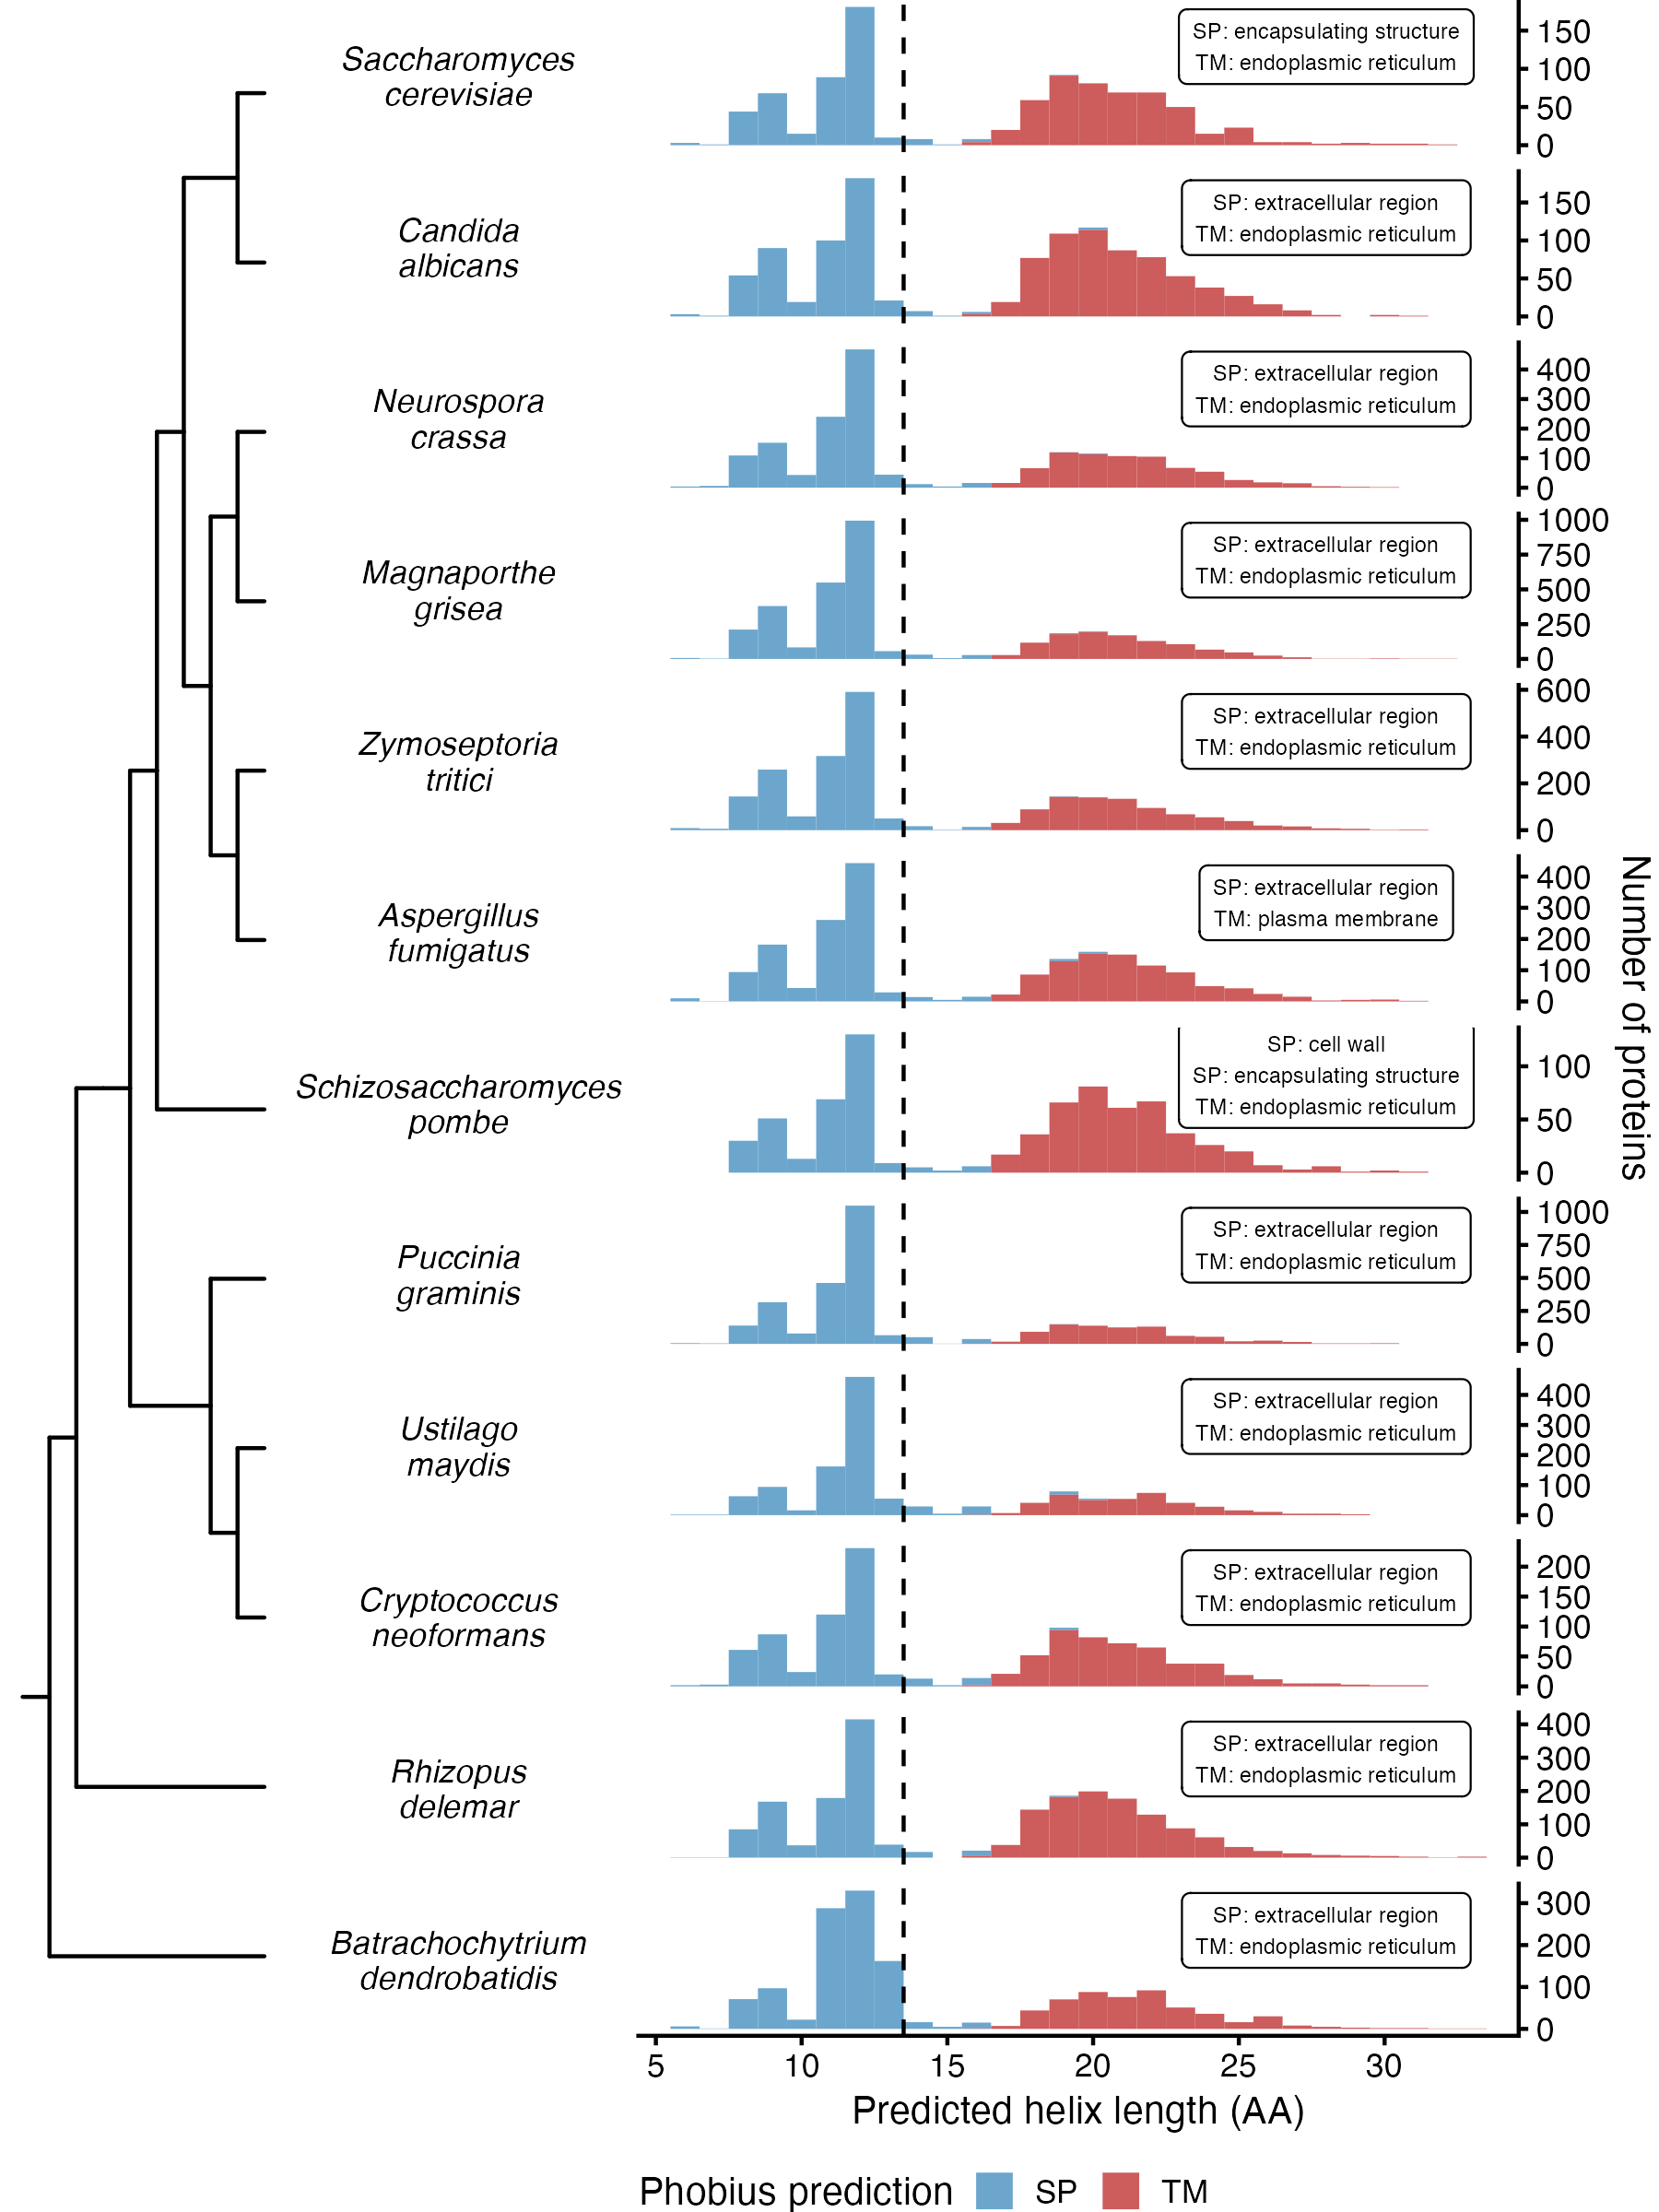 Saccharomyces
cerevisiae
SP: encapsulating structure
TM: endoplasmic reticulum
150
100
50
0
Candida
albicans
SP: extracellular region
TM: endoplasmic reticulum
150
100
50
0
Neurospora
crassa
SP: extracellular region
TM: endoplasmic reticulum
400
300
200
100
0
Magnaporthe
grisea
SP: extracellular region
TM: endoplasmic reticulum
1000
750
500
250
0
Zymoseptoria
tritici
SP: extracellular region
TM: endoplasmic reticulum
600
400
200
0
Aspergillus
fumigatus
SP: extracellular region
TM: plasma membrane
400
300
200
100
0
Schizosaccharomyces
pombe
SP: cell wall
SP: encapsulating structure
TM: endoplasmic reticulum
100
50
0
Puccinia
graminis
SP: extracellular region
TM: endoplasmic reticulum
1000
750
500
250
0
Ustilago
maydis
SP: extracellular region
TM: endoplasmic reticulum
400
300
200
100
0
Cryptococcus
neoformans
SP: extracellular region
TM: endoplasmic reticulum
200
150
100
50
0
Rhizopus
delemar
SP: extracellular region
TM: endoplasmic reticulum
400
300
200
100
0
Batrachochytrium
dendrobatidis
SP: extracellular region
TM: endoplasmic reticulum
300
200
100
0
Number of proteins
5 10 15 20 25 30
Predicted helix length (AA)
Phobius prediction SP TM